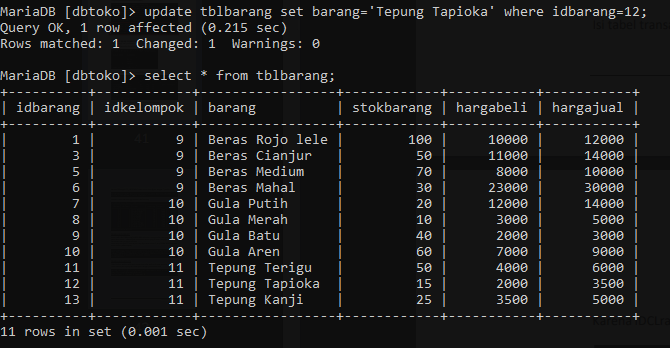 MariaDB [dbtoko]> update tblbarang set barang='Tepung Tapioka' where idbarang=12;
Query OK, 1 row affected (0.215 sec)
Rows matched: 1  Changed: 1  Warnings: 0
MariaDB [dbtoko]> select * from tblbarang;
+----------+------------+-----------------+------------+-----------+-----------+
| idbarang | idkelompok | barang          | stokbarang | hargabeli | hargajual |
+----------+------------+-----------------+------------+-----------+-----------+
|        1 |          9 | Beras Rojo lele |        100 |     10000 |     12000 |
|        3 |          9 | Beras Cianjur   |         50 |     11000 |     14000 |
|        5 |          9 | Beras Medium    |         70 |      8000 |     10000 |
|        6 |          9 | Beras Mahal     |         30 |     23000 |     30000 |
|        7 |         10 | Gula Putih      |         20 |     12000 |     14000 |
|        8 |         10 | Gula Merah      |         10 |      3000 |      5000 |
|        9 |         10 | Gula Batu       |         40 |      2000 |      3000 |
|       10 |         10 | Gula Aren       |         60 |      7000 |      9000 |
|       11 |         11 | Tepung Terigu   |         50 |      4000 |      6000 |
|       12 |         11 | Tepung Tapioka  |         15 |      2000 |      3500 |
|       13 |         11 | Tepung Kanji    |         25 |      3500 |      5000 |
+----------+------------+-----------------+------------+-----------+-----------+
11 rows in set (0.001 sec)